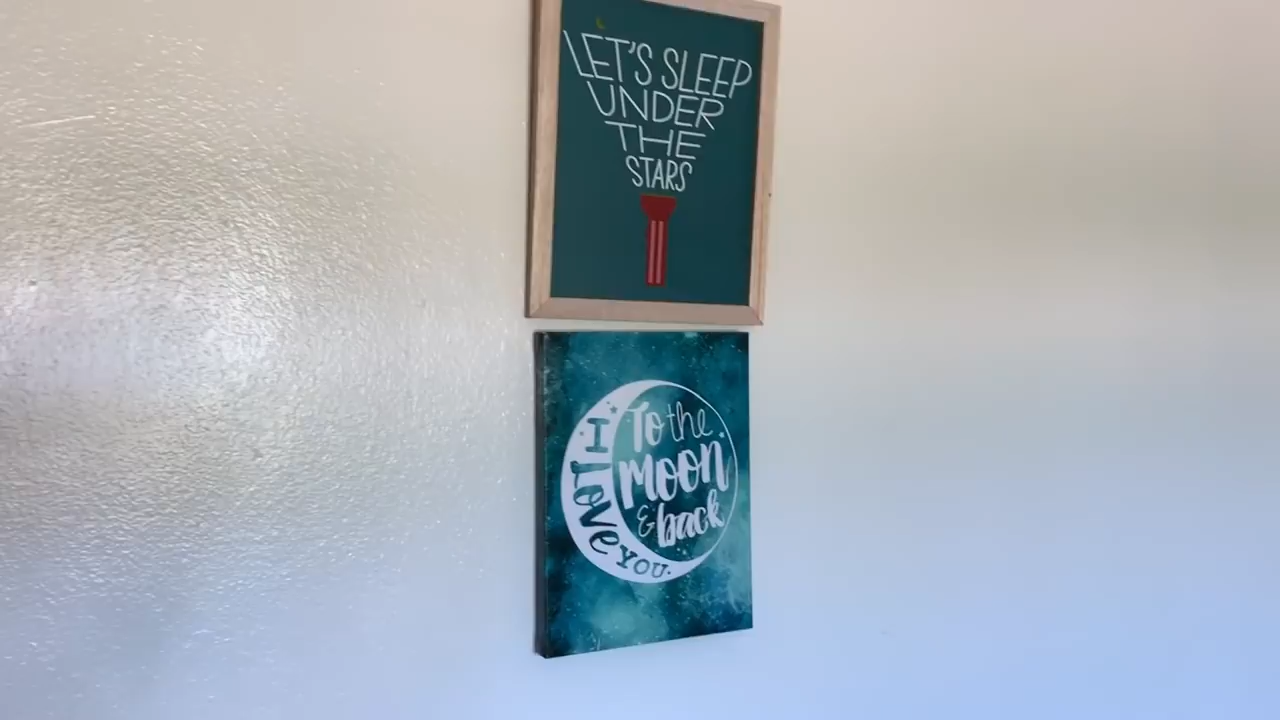 LET'S SLEEP
UNDER
THE
STARS
I LOVE YOU
To the
moon
& back